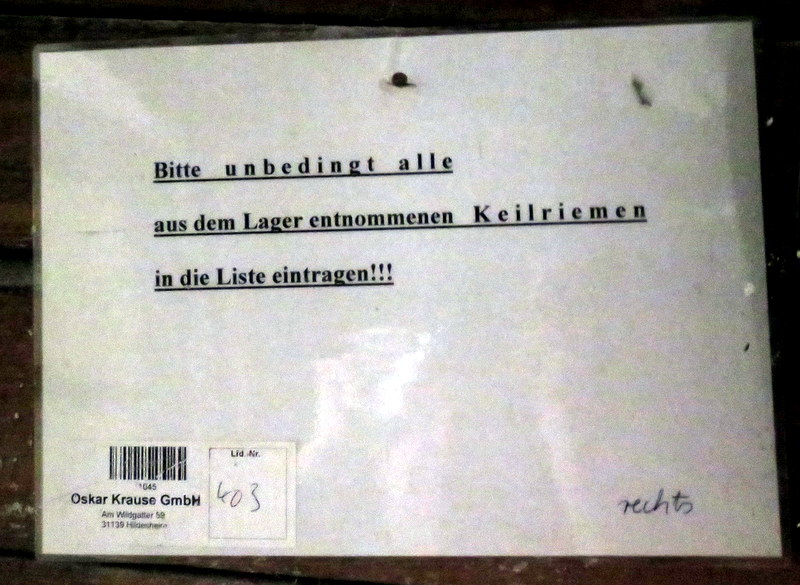 Bitte unbedingt alle
aus dem Lager entnommenen Keilriemen
in die Liste eintragen!!!
Lfd.-Nr.
403
*045
Oskar Krause GmbH
Am Wildgatter 59
31139 Hildesheim
rechts